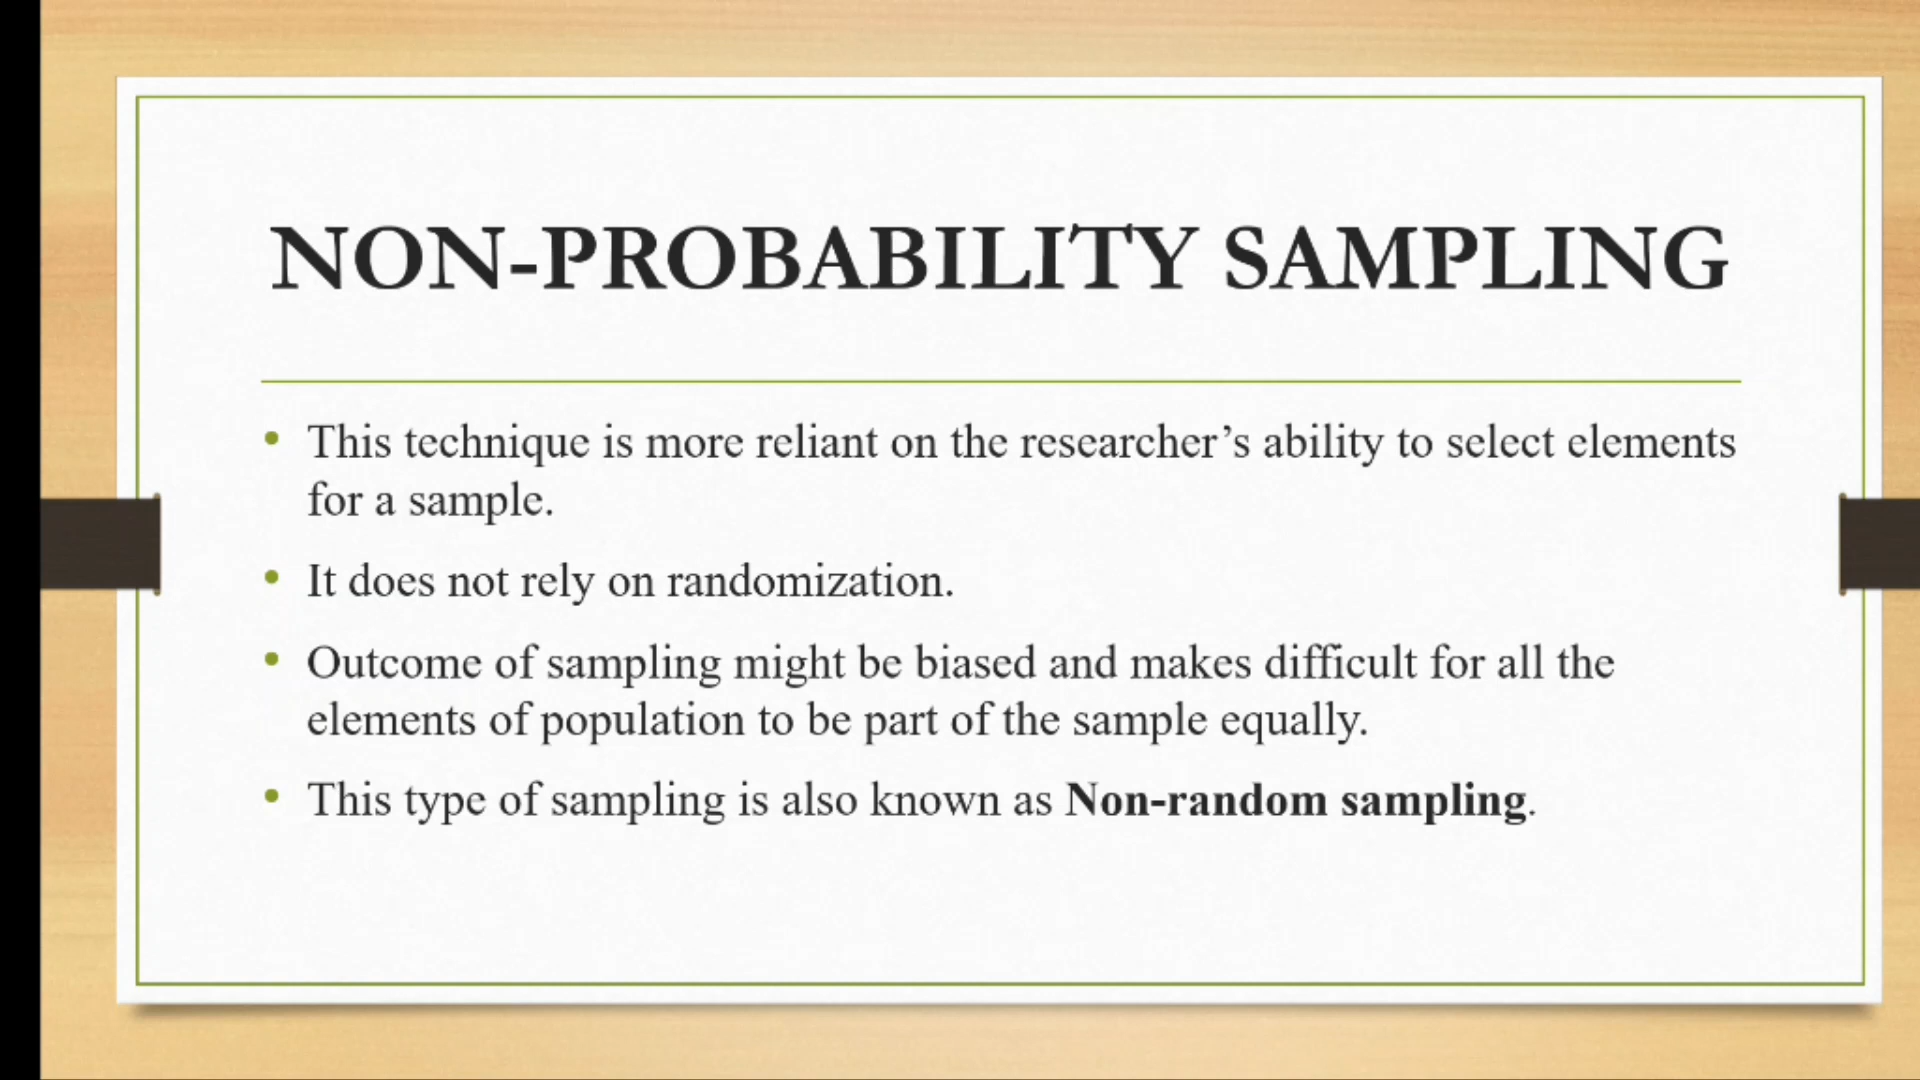 NON-PROBABILITY SAMPLING
• This technique is more reliant on the researcher’s ability to select elements
for a sample.
• It does not rely on randomization.
• Outcome of sampling might be biased and makes difficult for all the
elements of population to be part of the sample equally.
• This type of sampling is also known as Non-random sampling.